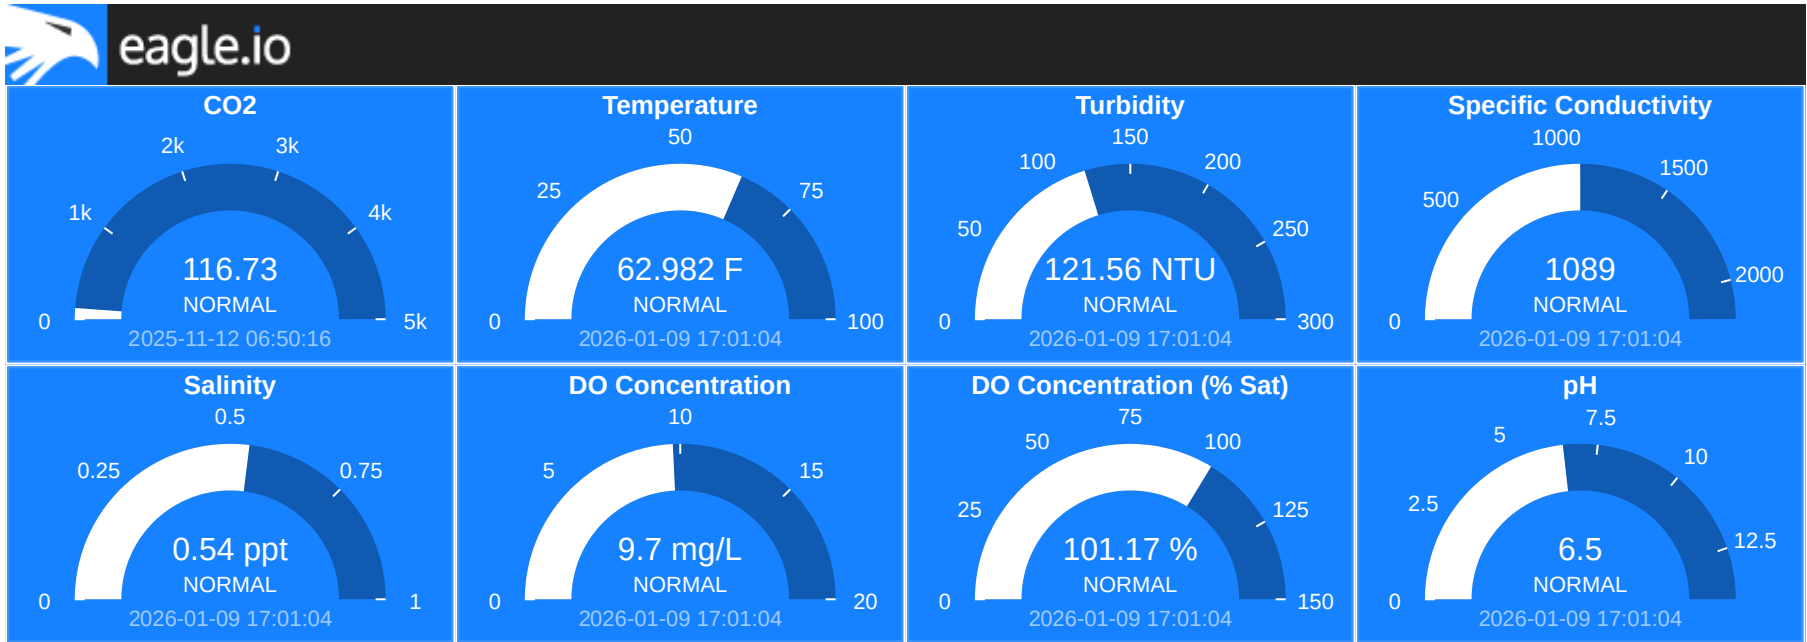 eagle.io
CO2
0
1k
2k
3k
4k
5k
116.73
NORMAL
2025-11-12 06:50:16
Temperature
0
25
50
75
100
62.982 F
NORMAL
2026-01-09 17:01:04
Turbidity
0
50
100
150
200
250
300
121.56 NTU
NORMAL
2026-01-09 17:01:04
Specific Conductivity
0
500
1000
1500
2000
1089
NORMAL
2026-01-09 17:01:04
Salinity
0
0.25
0.5
0.75
1
0.54 ppt
NORMAL
2026-01-09 17:01:04
DO Concentration
0
5
10
15
20
9.7 mg/L
NORMAL
2026-01-09 17:01:04
DO Concentration (% Sat)
0
25
50
75
100
125
150
101.17 %
NORMAL
2026-01-09 17:01:04
pH
0
2.5
5
7.5
10
12.5
6.5
NORMAL
2026-01-09 17:01:04